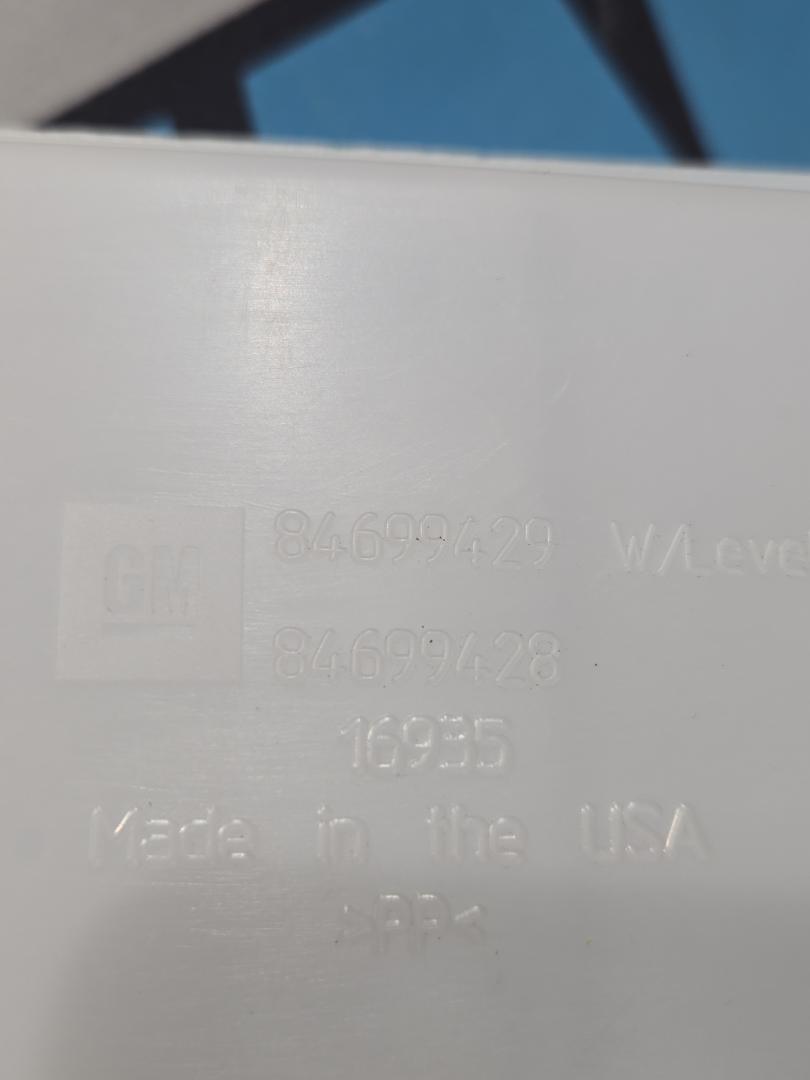 GM
84699429 W/Level
84699428
16935
Made in the USA
>PP<